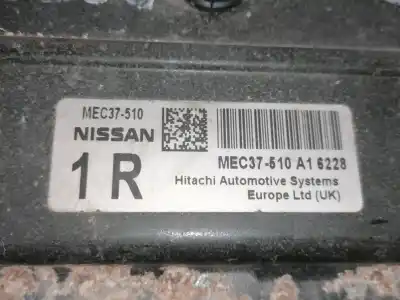 MEC37-510
NISSAN
1R
MEC37-510 A1 6228
Hitachi Automotive Systems
Europe Ltd (UK)